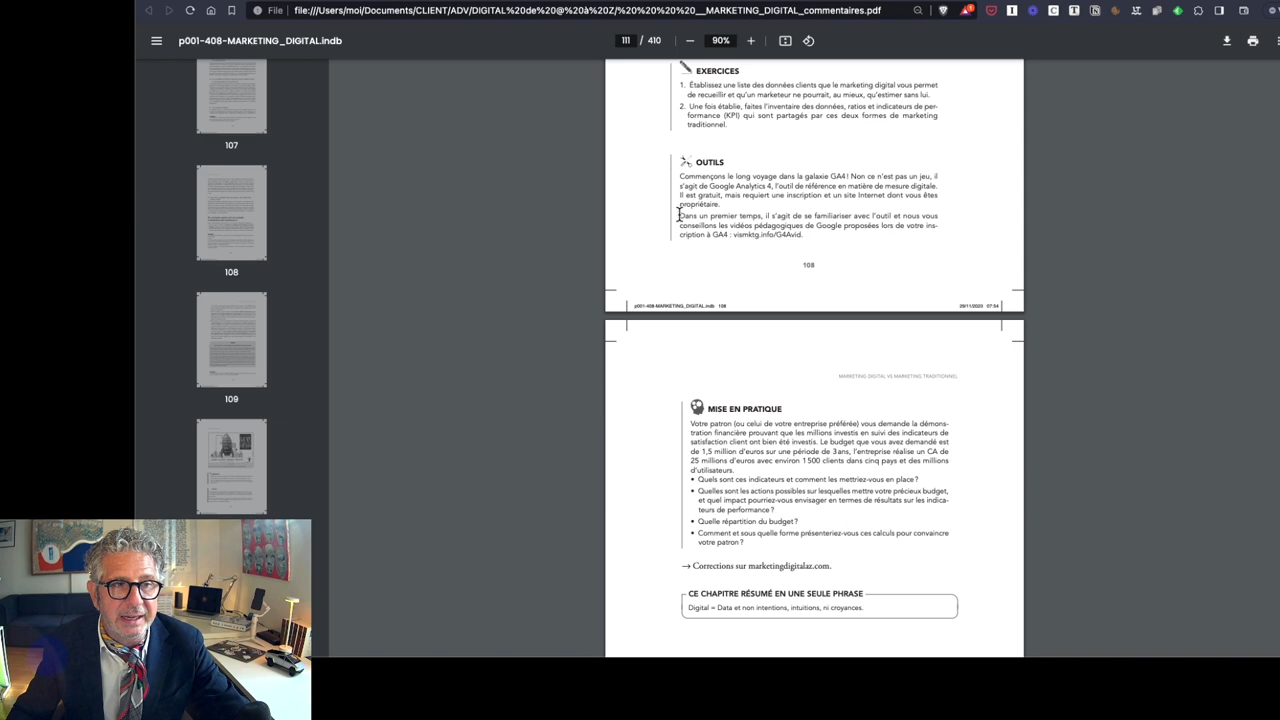 File file:///Users/moi/Documents/CLIENT/ADV/DIGITAL%20de%20@%20à%20Z/%20%20%20%20__MARKETING_DIGITAL_commentaires.pdf
p001-408-MARKETING_DIGITAL.indb
111 / 410
90%
107
108
109
EXERCICES
1. Établissez une liste des données clients que le marketing digital vous permet
de recueillir et qu'un marketeur ne pourrait, au mieux, qu'estimer sans lui.
2. Une fois établie, faites l'inventaire des données, ratios et indicateurs de per-
formance (KPI) qui sont partagés par ces deux formes de marketing
traditionnel.
OUTILS
Commençons le long voyage dans la galaxie GA4! Non ce n'est pas un jeu, il
s'agit de Google Analytics 4, l'outil de référence en matière de mesure digitale.
Il est gratuit, mais requiert une inscription et un site Internet dont vous êtes
propriétaire.
Dans un premier temps, il s'agit de se familiariser avec l'outil et nous vous
conseillons les vidéos pédagogiques de Google proposées lors de votre ins-
cription à GA4 : vismktg.info/G4Avid.
108
p001-408-MARKETING_DIGITAL.indb 108
29/11/2023 07:54
MARKETING DIGITAL VS MARKETING TRADITIONNEL
MISE EN PRATIQUE
Votre patron (ou celui de votre entreprise préférée) vous demande la démons-
tration financière prouvant que les millions investis en suivi des indicateurs de
satisfaction client ont bien été investis. Le budget que vous avez demandé est
de 1,5 million d'euros sur une période de 3 ans, l'entreprise réalise un CA de
25 millions d'euros avec environ 1 500 clients dans cinq pays et des millions
d'utilisateurs.
• Quels sont ces indicateurs et comment les mettriez-vous en place ?
• Quelles sont les actions possibles sur lesquelles mettre votre précieux budget,
et quel impact pourriez-vous envisager en termes de résultats sur les indica-
teurs de performance ?
• Quelle répartition du budget ?
• Comment et sous quelle forme présenteriez-vous ces calculs pour convaincre
votre patron ?
→ Corrections sur marketingdigitalaz.com.
CE CHAPITRE RÉSUMÉ EN UNE SEULE PHRASE
Digital = Data et non intentions, intuitions, ni croyances.